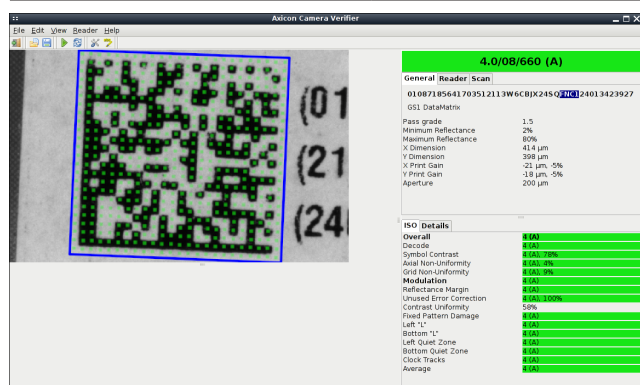 Axicon Camera Verifier
File Edit View Reader Help
(01
(21
(240
4.0/08/660 (A)
General Reader Scan
01087185641703512113W6CBJX24SQFNC124013423927
GS1 DataMatrix
Pass grade 1.5
Minimum Reflectance 2%
Maximum Reflectance 80%
X Dimension 414 µm
Y Dimension 398 µm
X Print Gain -21 µm, -5%
Y Print Gain -18 µm, -5%
Aperture 200 µm
ISO Details
Overall 4 (A)
Decode 4 (A)
Symbol Contrast 4 (A), 78%
Axial Non-Uniformity 4 (A), 4%
Grid Non-Uniformity 4 (A), 9%
Modulation 4 (A)
Reflectance Margin 4 (A)
Unused Error Correction 4 (A), 100%
Contrast Uniformity 58%
Fixed Pattern Damage 4 (A)
Left "L" 4 (A)
Bottom "L" 4 (A)
Left Quiet Zone 4 (A)
Bottom Quiet Zone 4 (A)
Clock Tracks 4 (A)
Average 4 (A)